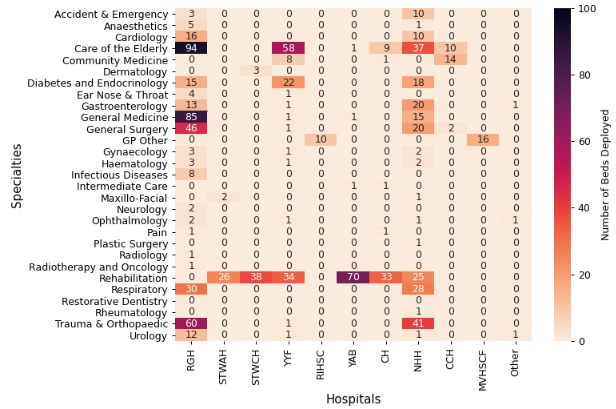 Accident & Emergency 3 0 0 0 0 0 0 10 0 0 0
Anaesthetics 5 0 0 0 0 0 0 1 0 0 0
Cardiology 16 0 0 0 0 0 0 10 0 0 0
Care of the Elderly 94 0 0 58 0 1 9 37 10 0 0
Community Medicine 0 0 0 8 0 0 1 0 14 0 0
Dermatology 0 0 3 0 0 0 0 0 0 0 0
Diabetes and Endocrinology 15 0 0 22 0 0 0 18 0 0 0
Ear Nose & Throat 4 0 0 1 0 0 0 0 0 0 0
Gastroenterology 13 0 0 1 0 0 0 20 0 0 1
General Medicine 85 0 0 1 0 1 0 15 0 0 0
General Surgery 46 0 0 1 0 0 0 20 2 0 0
GP Other 0 0 0 0 10 0 0 0 0 16 0
Gynaecology 3 0 0 1 0 0 0 2 0 0 0
Haematology 3 0 0 1 0 0 0 2 0 0 0
Infectious Diseases 8 0 0 0 0 0 0 0 0 0 0
Intermediate Care 0 0 0 0 0 1 1 0 0 0 0
Maxillo-Facial 0 2 0 0 0 0 0 1 0 0 0
Neurology 2 0 0 0 0 0 0 0 0 0 0
Ophthalmology 2 0 0 1 0 0 0 1 0 0 1
Pain 1 0 0 0 0 0 1 0 0 0 0
Plastic Surgery 0 0 0 0 0 0 0 1 0 0 0
Radiology 1 0 0 0 0 0 0 0 0 0 0
Radiotherapy and Oncology 1 0 0 0 0 0 0 0 0 0 0
Rehabilitation 0 26 38 34 0 70 33 25 0 0 0
Respiratory 30 0 0 0 0 0 0 28 0 0 0
Restorative Dentistry 0 0 0 0 0 0 0 0 0 0 0
Rheumatology 0 0 0 0 0 0 0 1 0 0 0
Trauma & Orthopaedic 60 0 0 1 0 0 0 41 0 0 0
Urology 12 0 0 1 0 0 0 1 0 0 1
RGH STWAH STWCH YYF RIHSC YAB CH NHH CCH MVHSCF Other
Hospitals
Specialties
100
80
60
40
20
0
Number of Beds Deployed